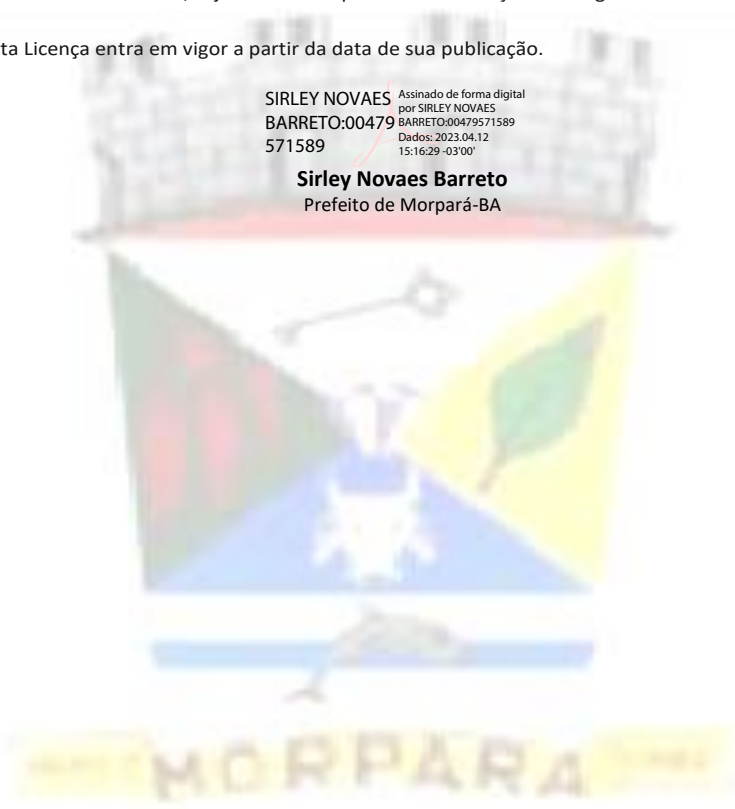 ta Licença entra em vigor a partir da data de sua publicação.
SIRLEY NOVAES
BARRETO:00479
571589
Assinado de forma digital
por SIRLEY NOVAES
BARRETO:00479571589
Dados: 2023.04.12
15:16:29 -03'00'
Sirley Novaes Barreto
Prefeito de Morpará-BA
MORPARÁ